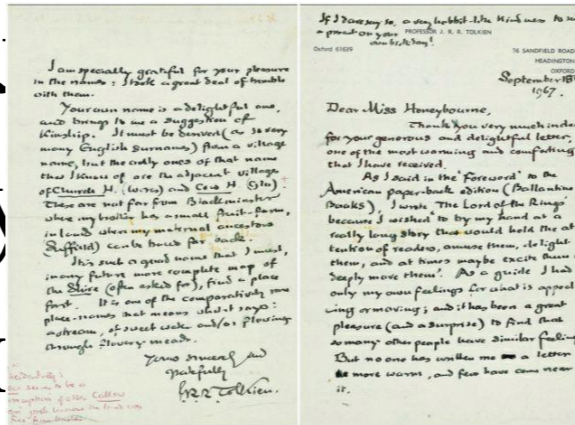 If I dare say so, a very hobbit-like kindness to
a present on your
own birthday!
PROFESSOR J. R. R. TOLKIEN
Oxford 61639
76 SANDFIELD ROAD
HEADINGTON
OXFORD
September
1967.
Dear Miss Honeybourne,
Thank you very much
for your generous and delightful letter,
one of the most warming and comforting
that I have received.
As I said in the 'Foreword' to the
American paperback edition (Ballantine
Books), I wrote The Lord of the Rings
because I wished to try my hand at a
really long story that would hold the at-
tention of readers, amuse them, delight
them, and at times maybe excite them
deeply move them'. As a guide I had
only my own feelings for what is
ing or moving; and it has been a great
pleasure (and a surprise) to find that
so many other people have similar
But no one has written me a letter
more warm, and few have come near
it.
I am specially grateful for your pleasure
in the names: I took a great deal of trouble
with them.
Your own name is a delightful one,
and brings to me a suggestion of
kinship. It must be derived (as so very
many English surnames) from a village
name, but the only ones of that name
that I know of are the adjacent villages
of Church H. (Worcs) and Cow H. (Glo)
These are not far from Blackminster
where my brother has a small fruit-farm,
in land where my maternal ancestors
(Suffield) can be traced far back.
It is such a good name that I must,
in any future more complete map of
the Shire (often asked for), find a place
for it. It is one of the comparatively rare
place-names that means what it says:
a stream, of sweet water and/or flowing
through flowery meads.
Yours sincerely and
gratefully
J.R.R. Tolkien.